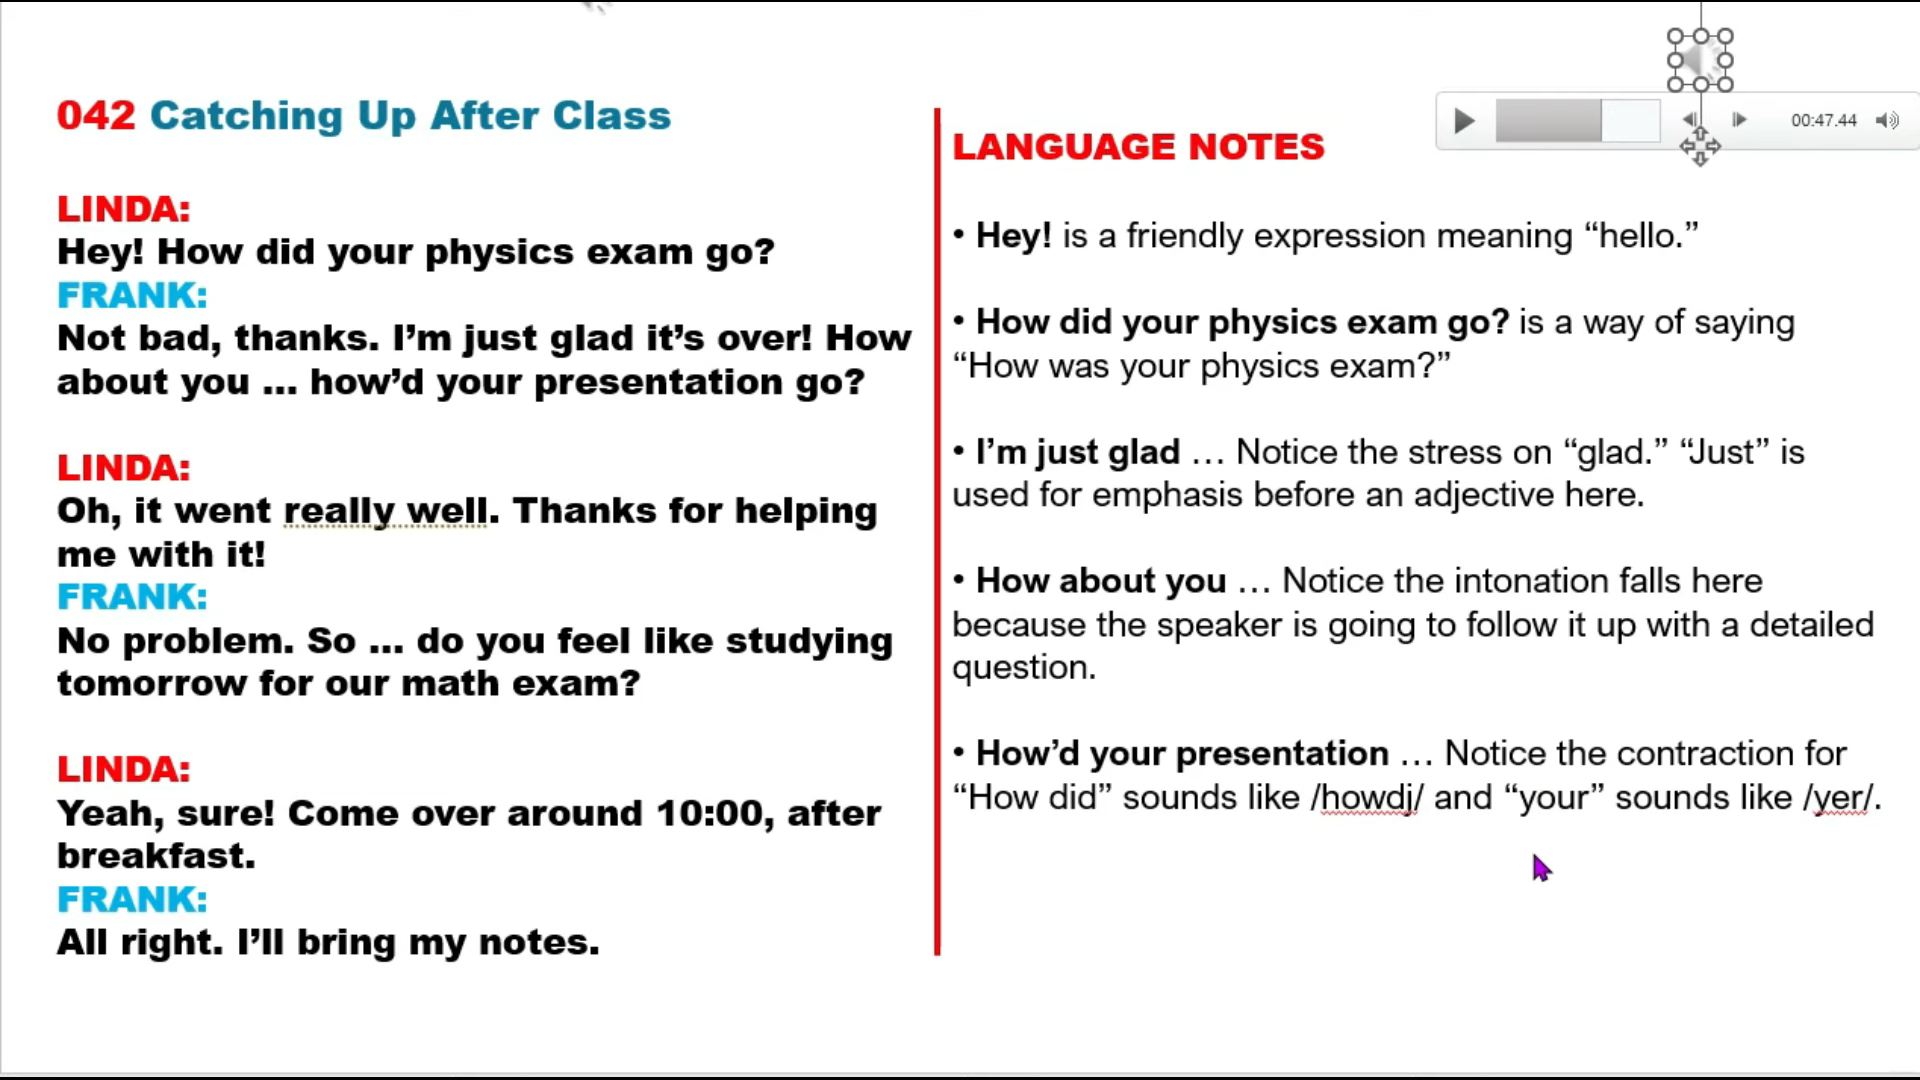 042 Catching Up After Class
LINDA:
Hey! How did your physics exam go?
FRANK:
Not bad, thanks. I’m just glad it’s over! How
about you ... how’d your presentation go?
LINDA:
Oh, it went really well. Thanks for helping
me with it!
FRANK:
No problem. So ... do you feel like studying
tomorrow for our math exam?
LINDA:
Yeah, sure! Come over around 10:00, after
breakfast.
FRANK:
All right. I’ll bring my notes.
00:47.44
LANGUAGE NOTES
• Hey! is a friendly expression meaning “hello.”
• How did your physics exam go? is a way of saying
“How was your physics exam?”
• I’m just glad … Notice the stress on “glad.” “Just” is
used for emphasis before an adjective here.
• How about you … Notice the intonation falls here
because the speaker is going to follow it up with a detailed
question.
• How’d your presentation … Notice the contraction for
“How did” sounds like /howdj/ and “your” sounds like /yer/.